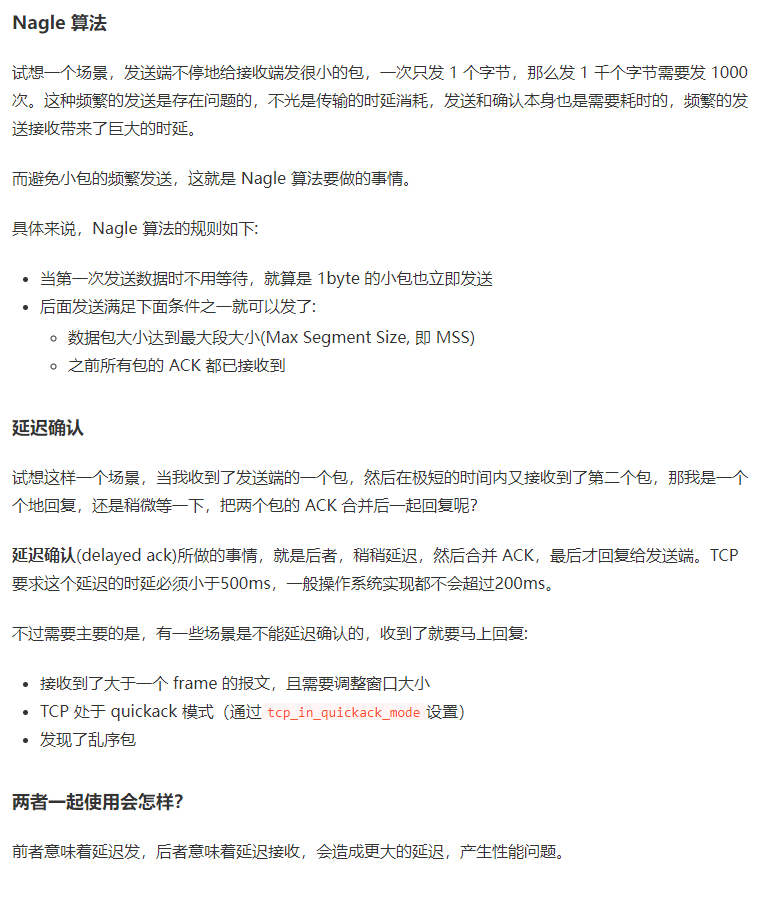 Nagle 算法
试想一个场景，发送端不停地给接收端发很小的包，一次只发 1 个字节，那么发 1 千个字节需要发 1000
次。这种频繁的发送是存在问题的，不光是传输的时延消耗，发送和确认本身也是需要耗时的，频繁的发
送接收带来了巨大的时延。
而避免小包的频繁发送，这就是 Nagle 算法要做的事情。
具体来说，Nagle 算法的规则如下:
• 当第一次发送数据时不用等待，就算是 1byte 的小包也立即发送
• 后面发送满足下面条件之一就可以发了:
◦ 数据包大小达到最大段大小(Max Segment Size, 即 MSS)
◦ 之前所有包的 ACK 都已接收到
延迟确认
试想这样一个场景，当我收到了发送端的一个包，然后在极短的时间内又接收到了第二个包，那我是一个
个地回复，还是稍微等一下，把两个包的 ACK 合并后一起回复呢？
延迟确认(delayed ack)所做的事情，就是后者，稍稍延迟，然后合并 ACK，最后才回复给发送端。TCP
要求这个延迟的时延必须小于500ms，一般操作系统实现都不会超过200ms。
不过需要主要的是，有一些场景是不能延迟确认的，收到了就要马上回复:
• 接收到了大于一个 frame 的报文，且需要调整窗口大小
• TCP 处于 quickack 模式（通过 tcp_in_quickack_mode 设置）
• 发现了乱序包
两者一起使用会怎样？
前者意味着延迟发，后者意味着延迟接收，会造成更大的延迟，产生性能问题。